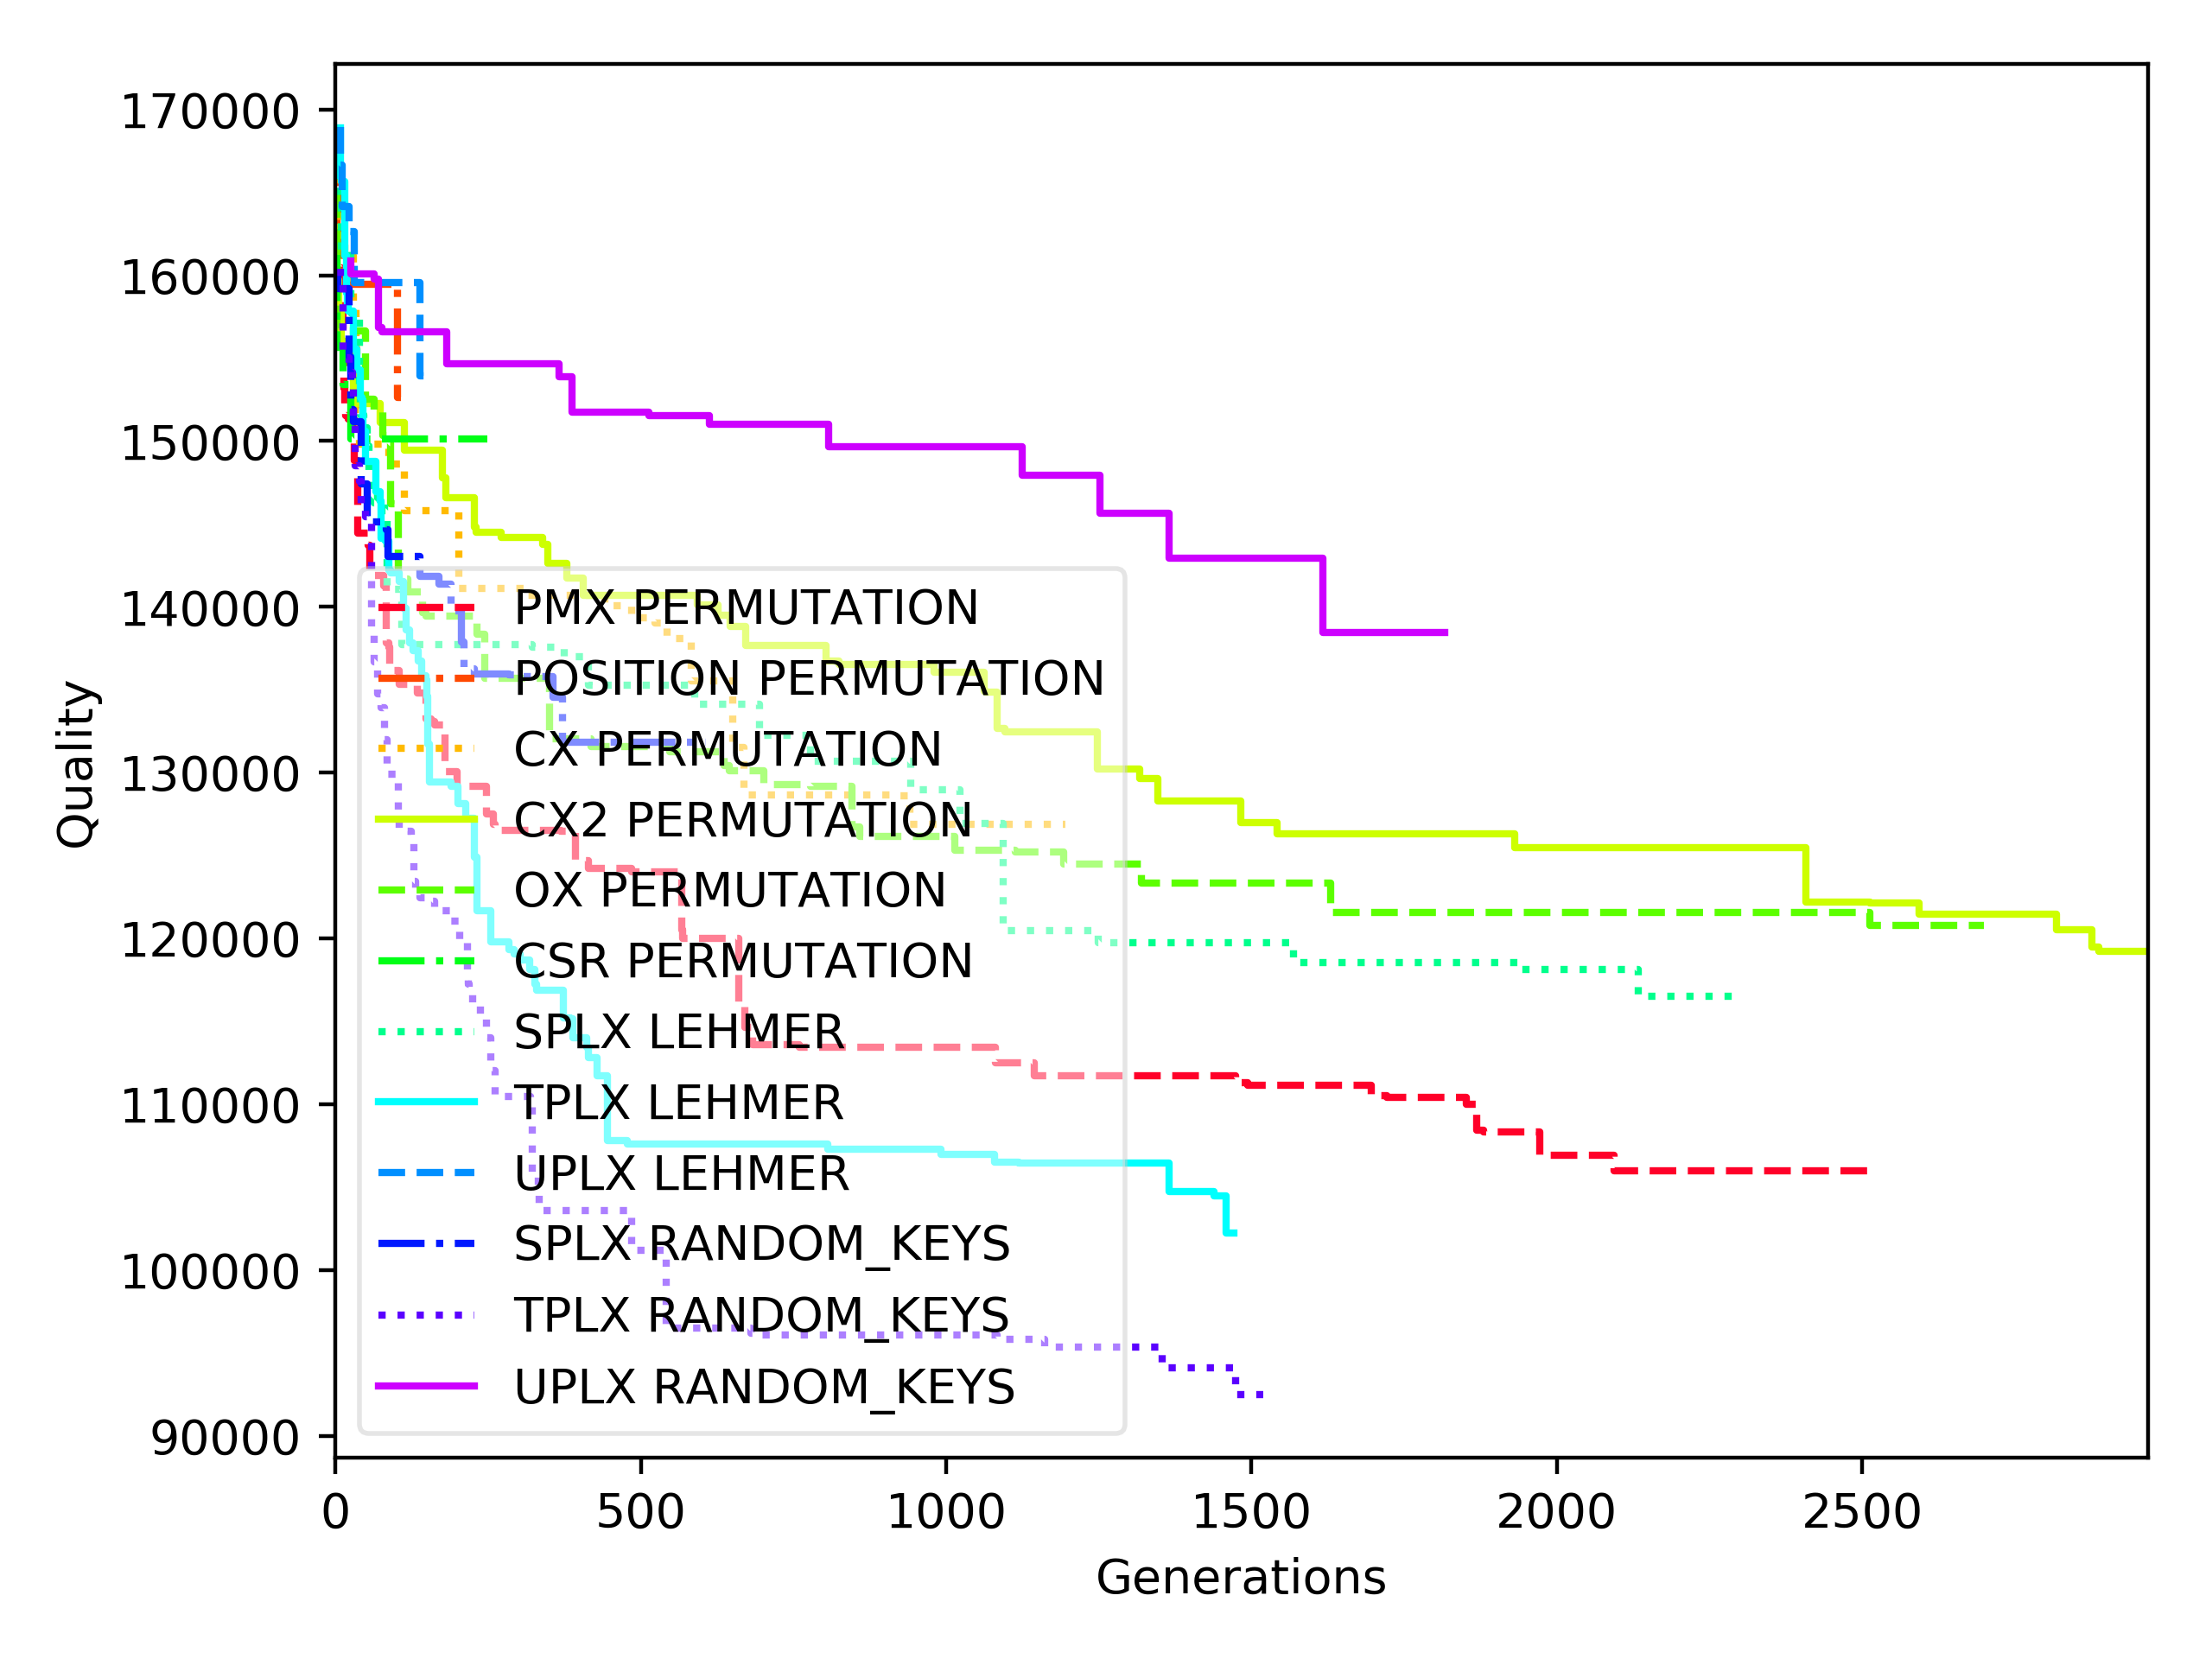 170000
160000
150000
140000
130000
120000
110000
100000
90000
Quality
PMX PERMUTATION
POSITION PERMUTATION
CX PERMUTATION
CX2 PERMUTATION
OX PERMUTATION
CSR PERMUTATION
SPLX LEHMER
TPLX LEHMER
UPLX LEHMER
SPLX RANDOM_KEYS
TPLX RANDOM_KEYS
UPLX RANDOM_KEYS
0 500 1000 1500 2000 2500
Generations